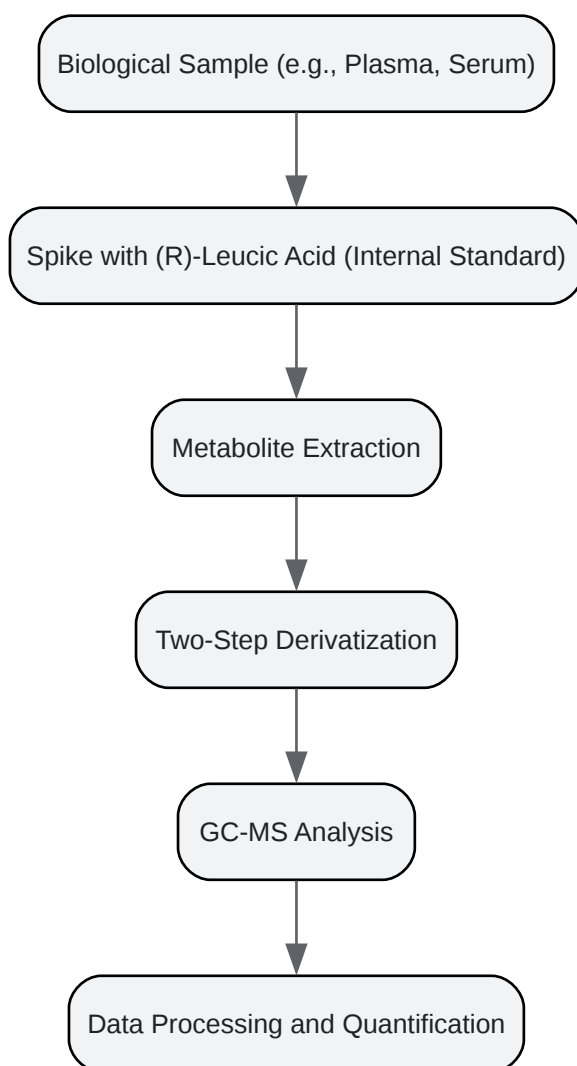 Biological Sample (e.g., Plasma, Serum)
Spike with (R)-Leucic Acid (Internal Standard)
Metabolite Extraction
Two-Step Derivatization
GC-MS Analysis
Data Processing and Quantification